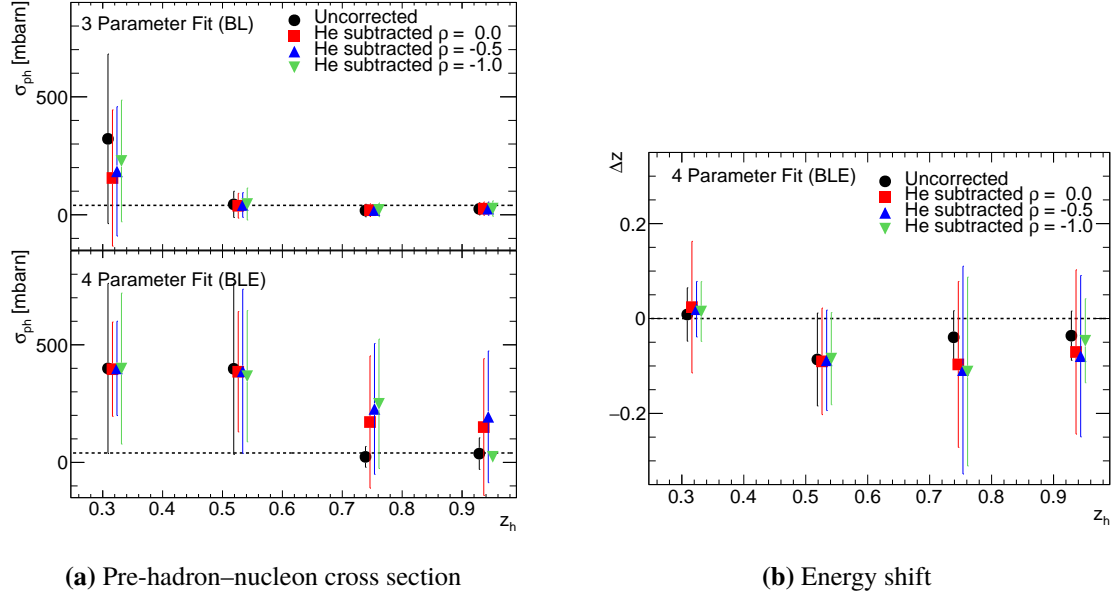 3 Parameter Fit (BL)
Uncorrected
He subtracted ρ = 0.0
He subtracted ρ = -0.5
He subtracted ρ = -1.0
σph [mbarn]
500
0
4 Parameter Fit (BLE)
σph [mbarn]
500
0
0.3 0.4 0.5 0.6 0.7 0.8 0.9
zh
(a) Pre-hadron–nucleon cross section
4 Parameter Fit (BLE)
Uncorrected
He subtracted ρ = 0.0
He subtracted ρ = -0.5
He subtracted ρ = -1.0
Δz
0.2
0
−0.2
0.3 0.4 0.5 0.6 0.7 0.8 0.9
zh
(b) Energy shift